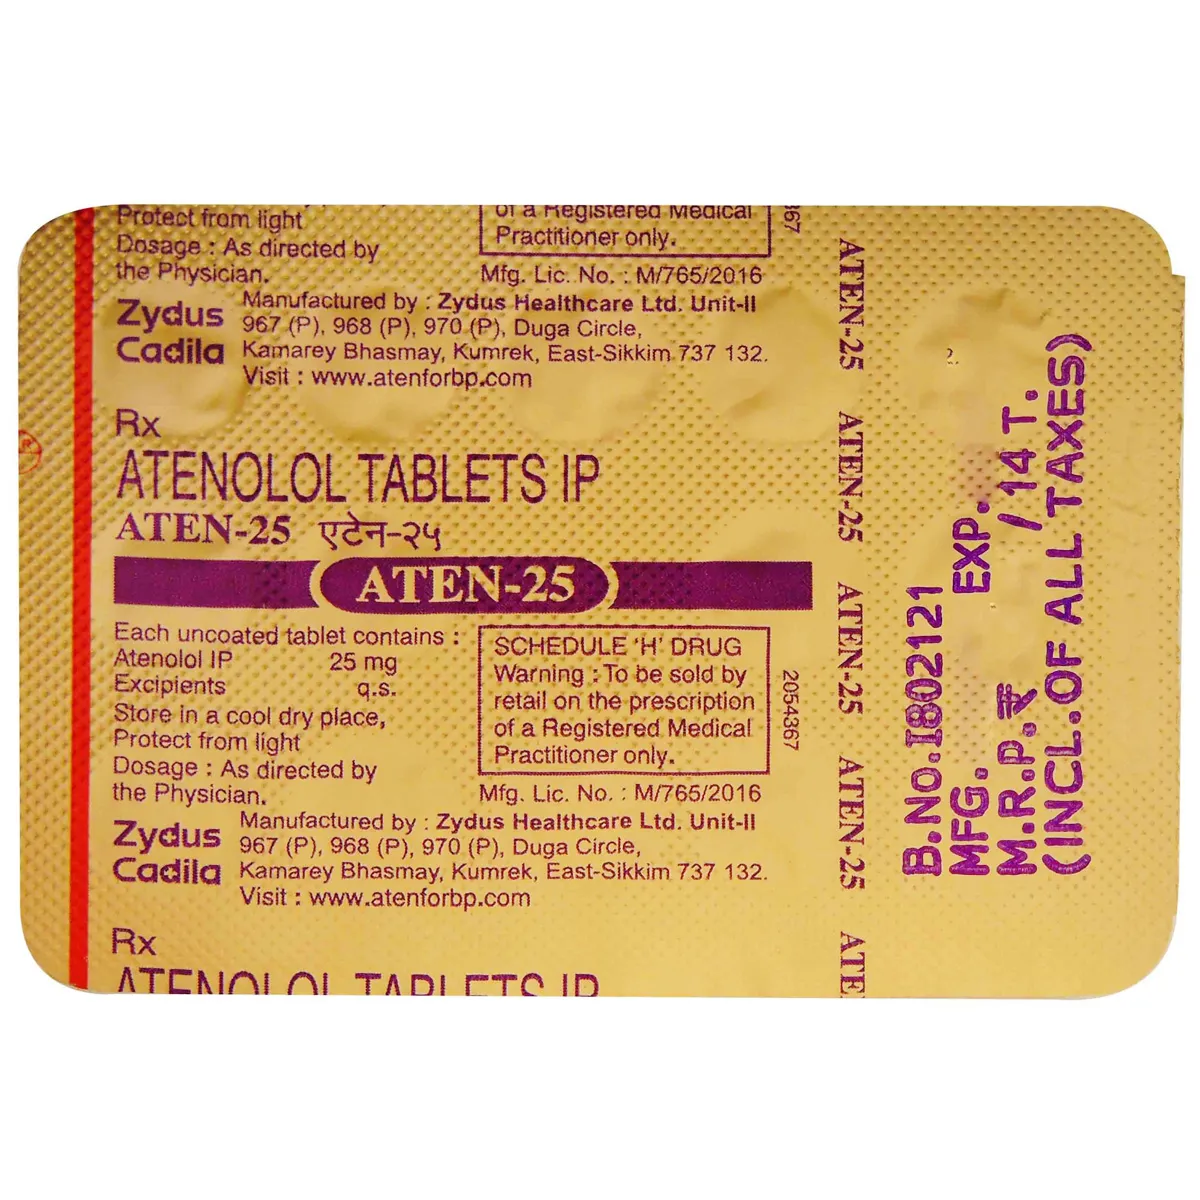 Protect from light
Dosage : As directed by
the Physician.
of a Registered Medical
Practitioner only.
Mfg. Lic. No. : M/765/2016
Zydus
Cadila
Manufactured by : Zydus Healthcare Ltd. Unit-II
967 (P), 968 (P), 970 (P), Duga Circle,
Kamarey Bhasmay, Kumrek, East-Sikkim 737 132.
Visit : www.atenforbp.com
Rx
ATENOLOL TABLETS IP
ATEN-25 एटेन-२५
ATEN-25
Each uncoated tablet contains :
Atenolol IP 25 mg
Excipients q.s.
Store in a cool dry place,
Protect from light
Dosage : As directed by
the Physician.
SCHEDULE 'H' DRUG
Warning : To be sold by
retail on the prescription
of a Registered Medical
Practitioner only.
Mfg. Lic. No. : M/765/2016
2054367
Zydus
Cadila
Manufactured by : Zydus Healthcare Ltd. Unit-II
967 (P), 968 (P), 970 (P), Duga Circle,
Kamarey Bhasmay, Kumrek, East-Sikkim 737 132.
Visit : www.atenforbp.com
Rx
ATENOLOL TABLETS IP
367
ATEN-25 ATEN-25 ATEN-25 ATEN-25 ATEN
B.No.I802121
MFG. EXP.
M.R.P.₹ /14 T.
(INCL.OF ALL TAXES)